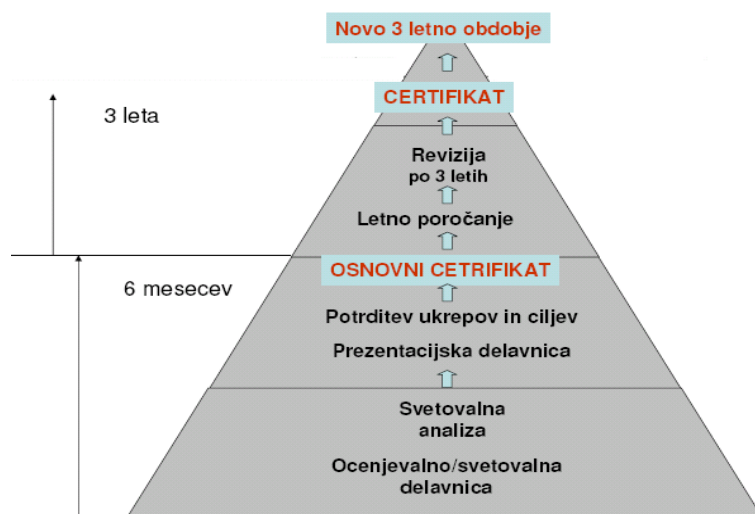 Novo 3 letno obdobje
CERTIFIKAT
3 leta
Revizija
po 3 letih
Letno poročanje
OSNOVNI CETRIFIKAT
6 mesecev
Potrditev ukrepov in ciljev
Prezentacijska delavnica
Svetovalna
analiza
Ocenjevalno/svetovalna
delavnica